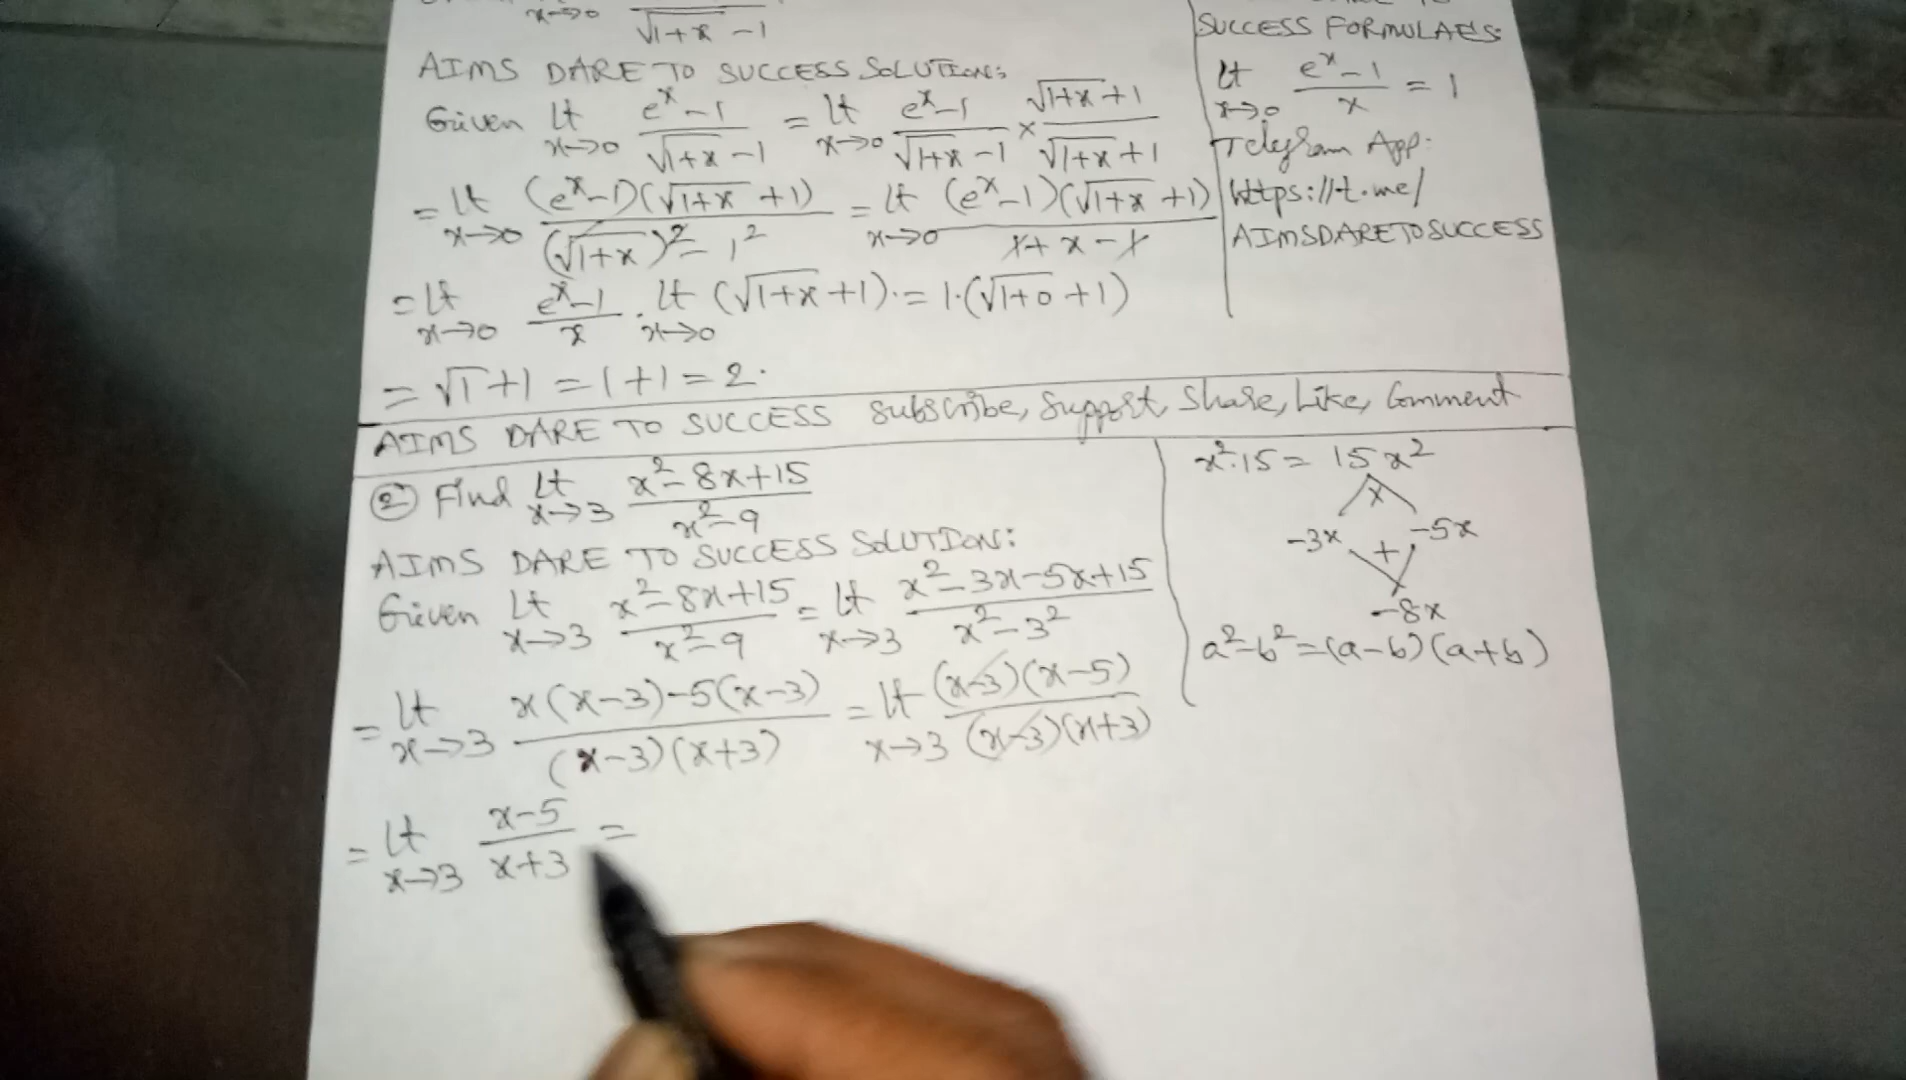 x→0 √1+x -1
AIMS DARE TO SUCCESS SOLUTION:
Given lt x→0 e^x-1/√1+x -1 = lt x→0 e^x-1/√1+x -1 × √1+x +1/√1+x +1
= lt x→0 (e^x-1)(√1+x +1)/(√1+x)²-1² = lt x→0 (e^x-1)(√1+x +1)/1+x-1
= lt x→0 e^x-1/x . lt x→0 (√1+x +1). = 1.(√1+0 +1)
= √1 +1 = 1+1 = 2.
SUCCESS FORMULAES:
lt x→0 e^x-1/x = 1
Telegram App:
https://t.me/
AIMSDARETOSUCCESS
AIMS DARE TO SUCCESS Subscribe, Support, Share, Like, Comment
② Find lt x→3 x²-8x+15/x²-9
AIMS DARE TO SUCCESS SOLUTION:
Given lt x→3 x²-8x+15/x²-9 = lt x→3 x²-3x-5x+15/x²-3²
= lt x→3 x(x-3)-5(x-3)/(x-3)(x+3) = lt x→3 (x-3)(x-5)/(x-3)(x+3)
= lt x→3 x-5/x+3 =
x².15 = 15x²
×
-3x + -5x
-8x
a²-b²=(a-b)(a+b)